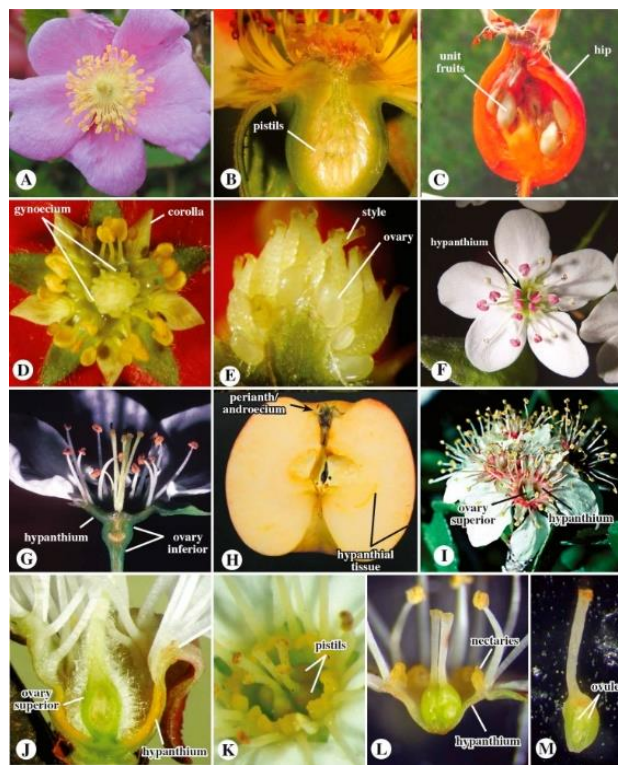 A
pistils
B
unit
fruits
hip
C
gynoecium
corolla
D
style
ovary
E
hypanthium
F
hypanthium
ovary
inferior
G
perianth/
androecium
hypanthial
tissue
H
ovary
superior
hypanthium
I
ovary
superior
hypanthium
J
pistils
K
nectaries
hypanthium
L
ovule
M